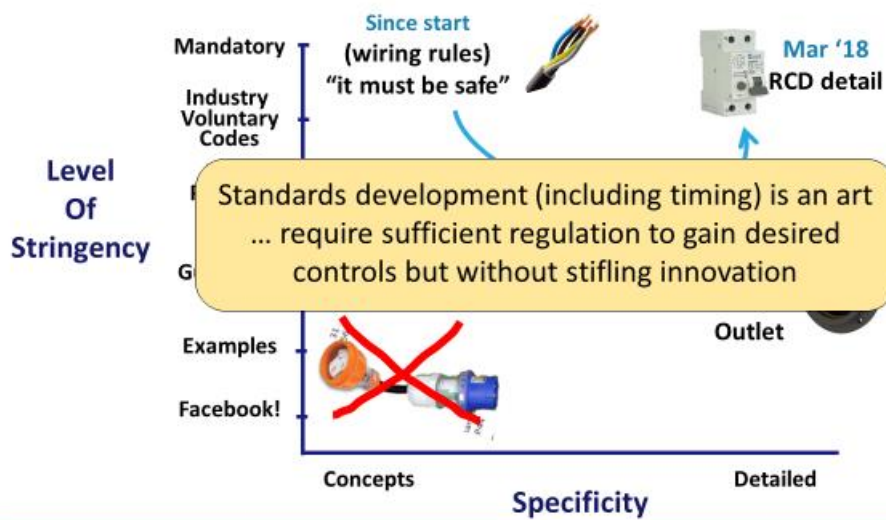 Since start
(wiring rules)
“it must be safe”
Mar ‘18
RCD detail
Mandatory
Industry
Voluntary
Codes
Level
Of
Stringency
Standards development (including timing) is an art
... require sufficient regulation to gain desired
controls but without stifling innovation
Outlet
Examples
Facebook!
Concepts
Detailed
Specificity